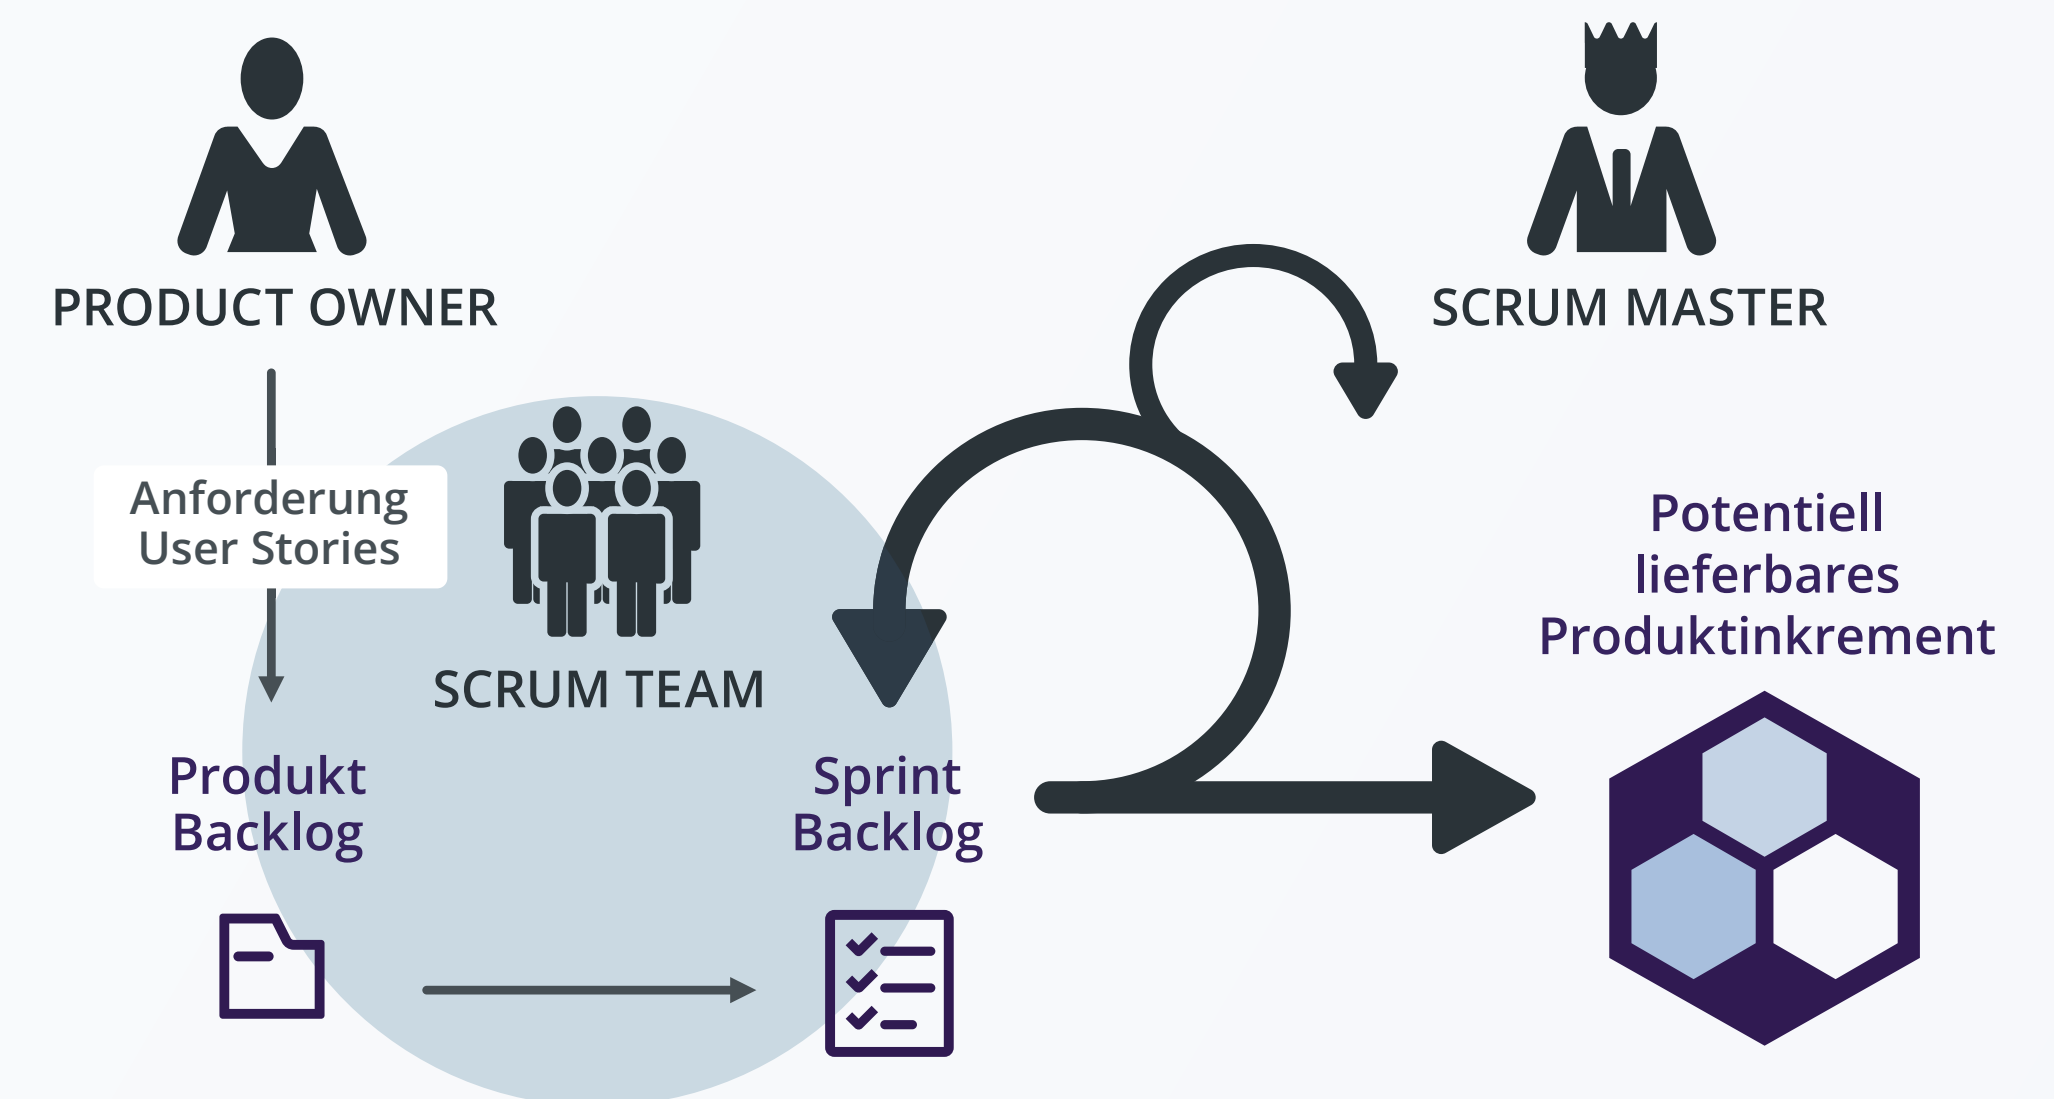 PRODUCT OWNER
SCRUM MASTER
Anforderung
User Stories
SCRUM TEAM
Produkt
Backlog
Sprint
Backlog
Potentiell
lieferbares
Produktinkrement